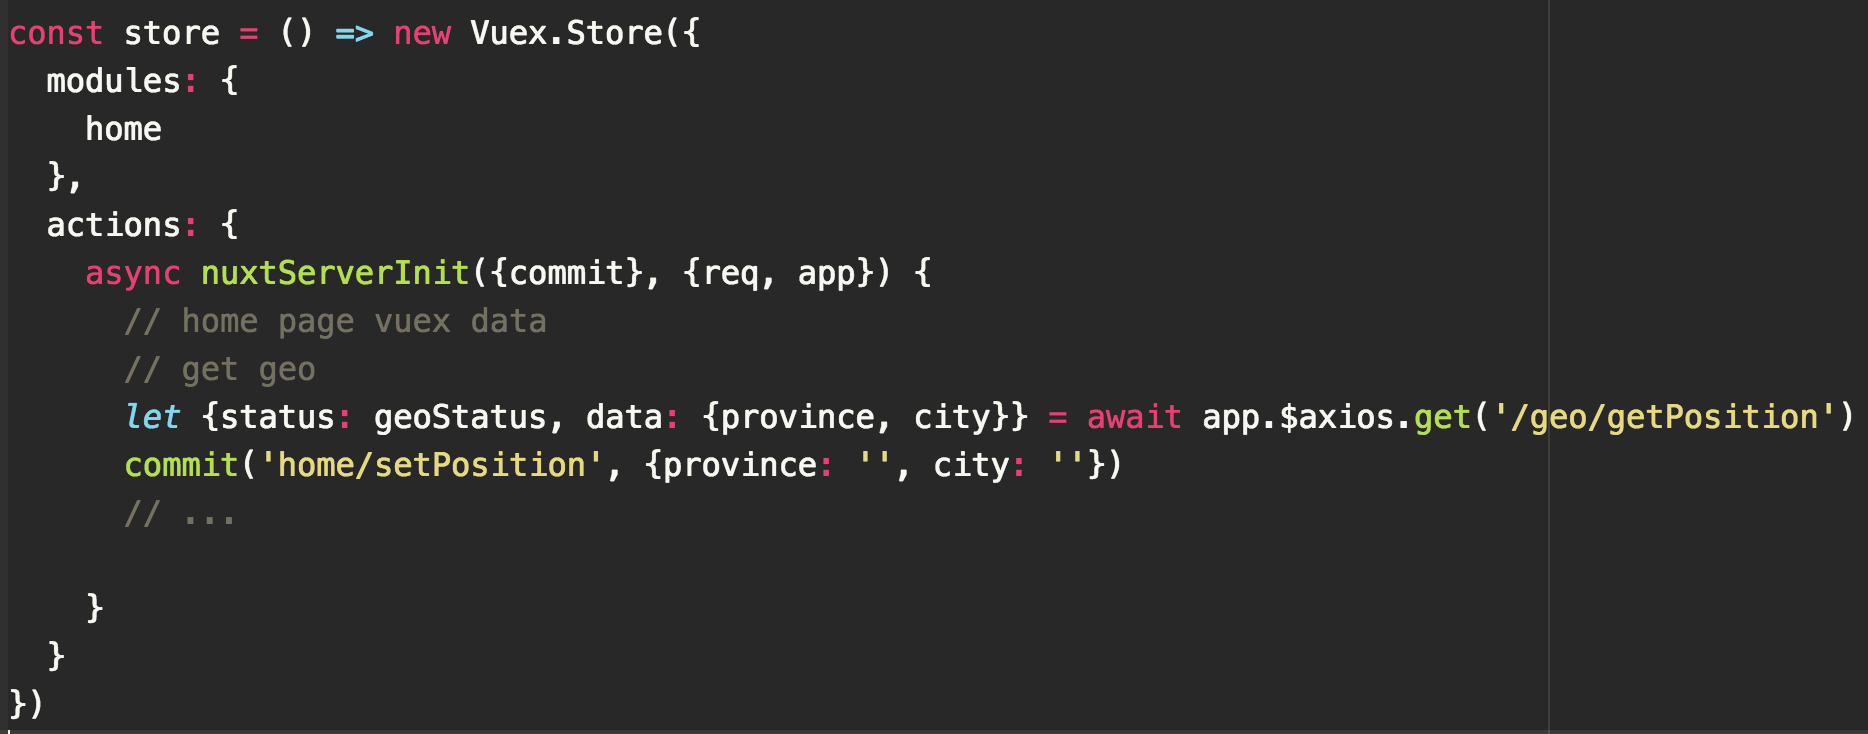 const store = () => new Vuex.Store({
  modules: {
    home
  },
  actions: {
    async nuxtServerInit({commit}, {req, app}) {
      // home page vuex data
      // get geo
      let {status: geoStatus, data: {province, city}} = await app.$axios.get('/geo/getPosition')
      commit('home/setPosition', {province: '', city: ''})
      // ...

    }
  }
})